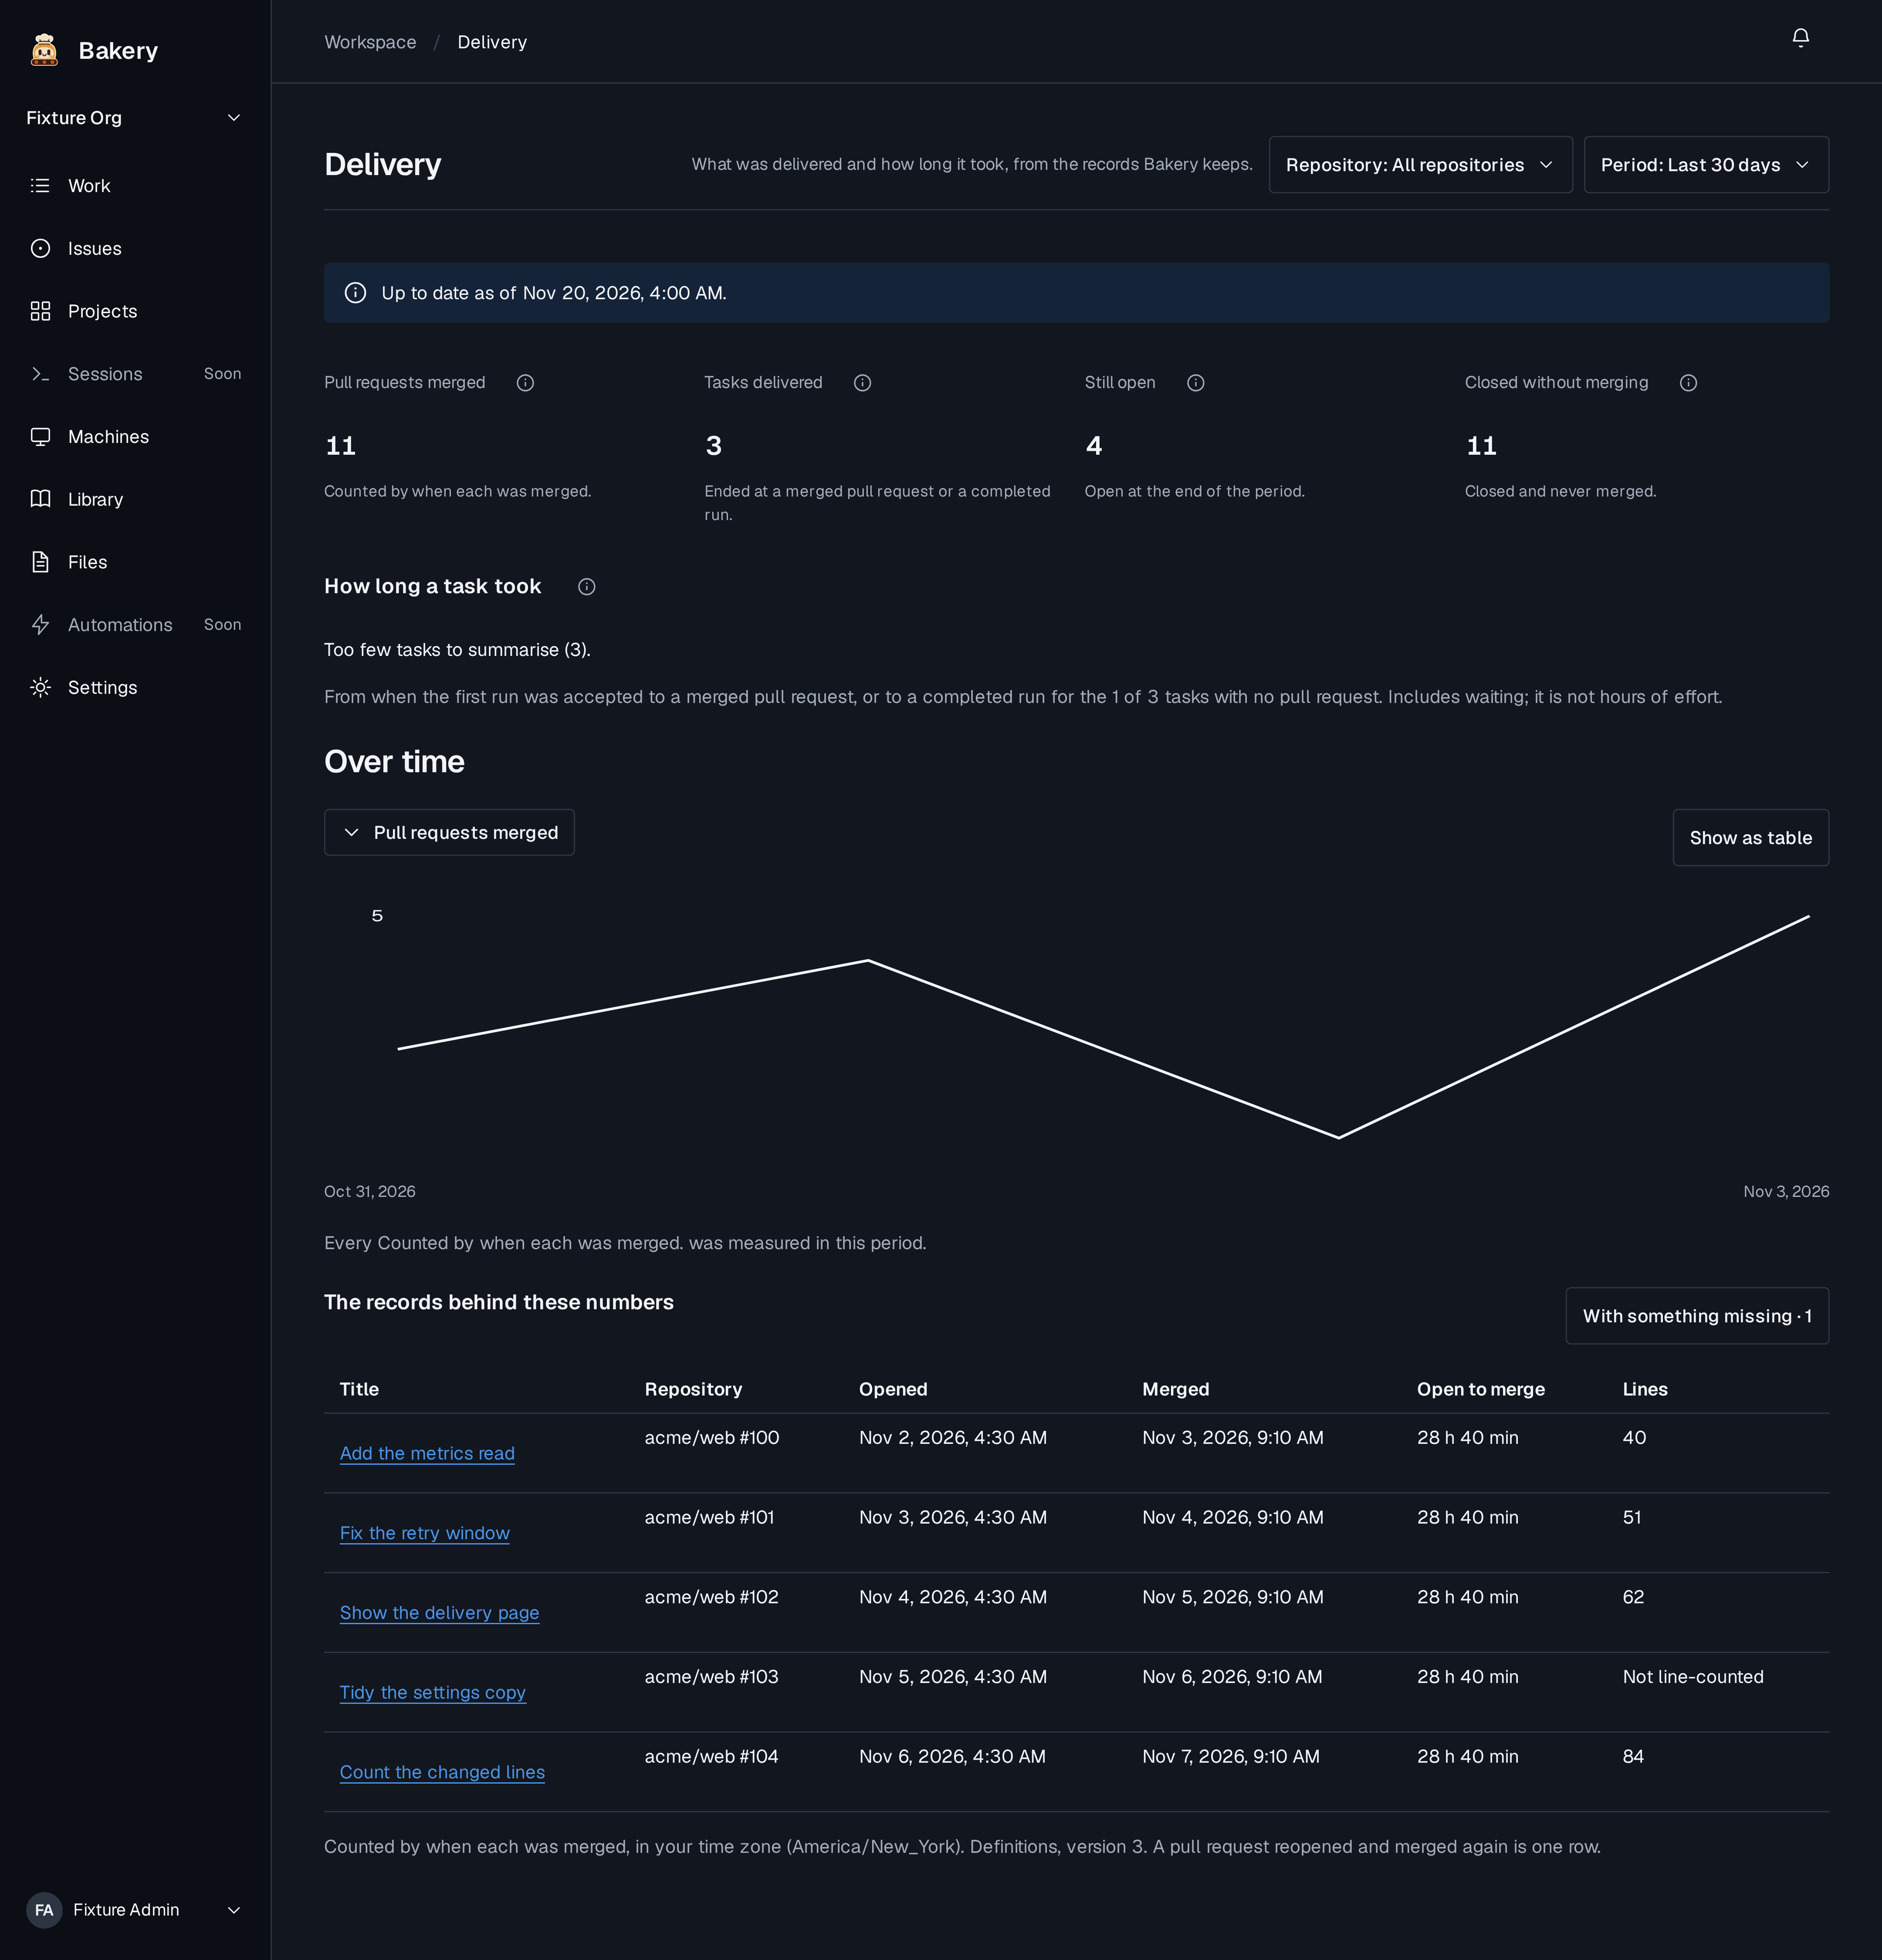 Bakery
Fixture Org
Work
Issues
Projects
Sessions Soon
Machines
Library
Files
Automations Soon
Settings
FA Fixture Admin
Workspace / Delivery
Delivery
What was delivered and how long it took, from the records Bakery keeps.
Repository: All repositories
Period: Last 30 days
Up to date as of Nov 20, 2026, 4:00 AM.
Pull requests merged
11
Counted by when each was merged.
Tasks delivered
3
Ended at a merged pull request or a completed
run.
Still open
4
Open at the end of the period.
Closed without merging
11
Closed and never merged.
How long a task took
Too few tasks to summarise (3).
From when the first run was accepted to a merged pull request, or to a completed run for the 1 of 3 tasks with no pull request. Includes waiting; it is not hours of effort.
Over time
Pull requests merged
Show as table
5
Oct 31, 2026
Nov 3, 2026
Every Counted by when each was merged. was measured in this period.
The records behind these numbers
With something missing · 1
Title Repository Opened Merged Open to merge Lines
Add the metrics read acme/web #100 Nov 2, 2026, 4:30 AM Nov 3, 2026, 9:10 AM 28 h 40 min 40
Fix the retry window acme/web #101 Nov 3, 2026, 4:30 AM Nov 4, 2026, 9:10 AM 28 h 40 min 51
Show the delivery page acme/web #102 Nov 4, 2026, 4:30 AM Nov 5, 2026, 9:10 AM 28 h 40 min 62
Tidy the settings copy acme/web #103 Nov 5, 2026, 4:30 AM Nov 6, 2026, 9:10 AM 28 h 40 min Not line-counted
Count the changed lines acme/web #104 Nov 6, 2026, 4:30 AM Nov 7, 2026, 9:10 AM 28 h 40 min 84
Counted by when each was merged, in your time zone (America/New_York). Definitions, version 3. A pull request reopened and merged again is one row.